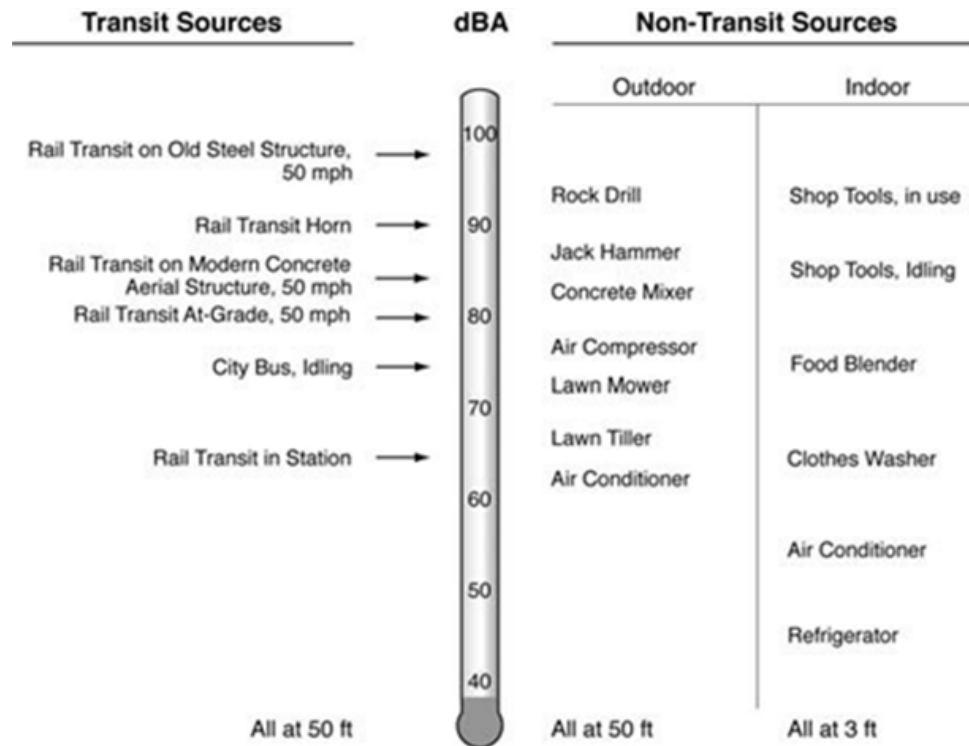 Transit Sources
dBA
Non-Transit Sources
Outdoor
Indoor
Rail Transit on Old Steel Structure,
50 mph
Rail Transit Horn
Rail Transit on Modern Concrete
Aerial Structure, 50 mph
Rail Transit At-Grade, 50 mph
City Bus, Idling
Rail Transit in Station
All at 50 ft
100
90
80
70
60
50
40
Rock Drill
Jack Hammer
Concrete Mixer
Air Compressor
Lawn Mower
Lawn Tiller
Air Conditioner
All at 50 ft
Shop Tools, in use
Shop Tools, Idling
Food Blender
Clothes Washer
Air Conditioner
Refrigerator
All at 3 ft